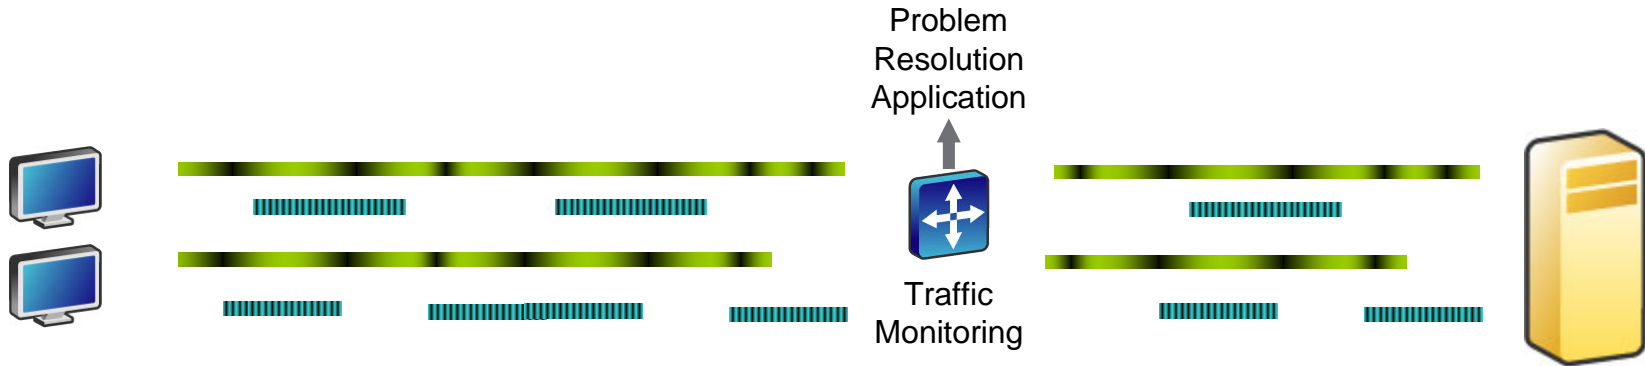 Problem
Resolution
Application
Traffic
Monitoring